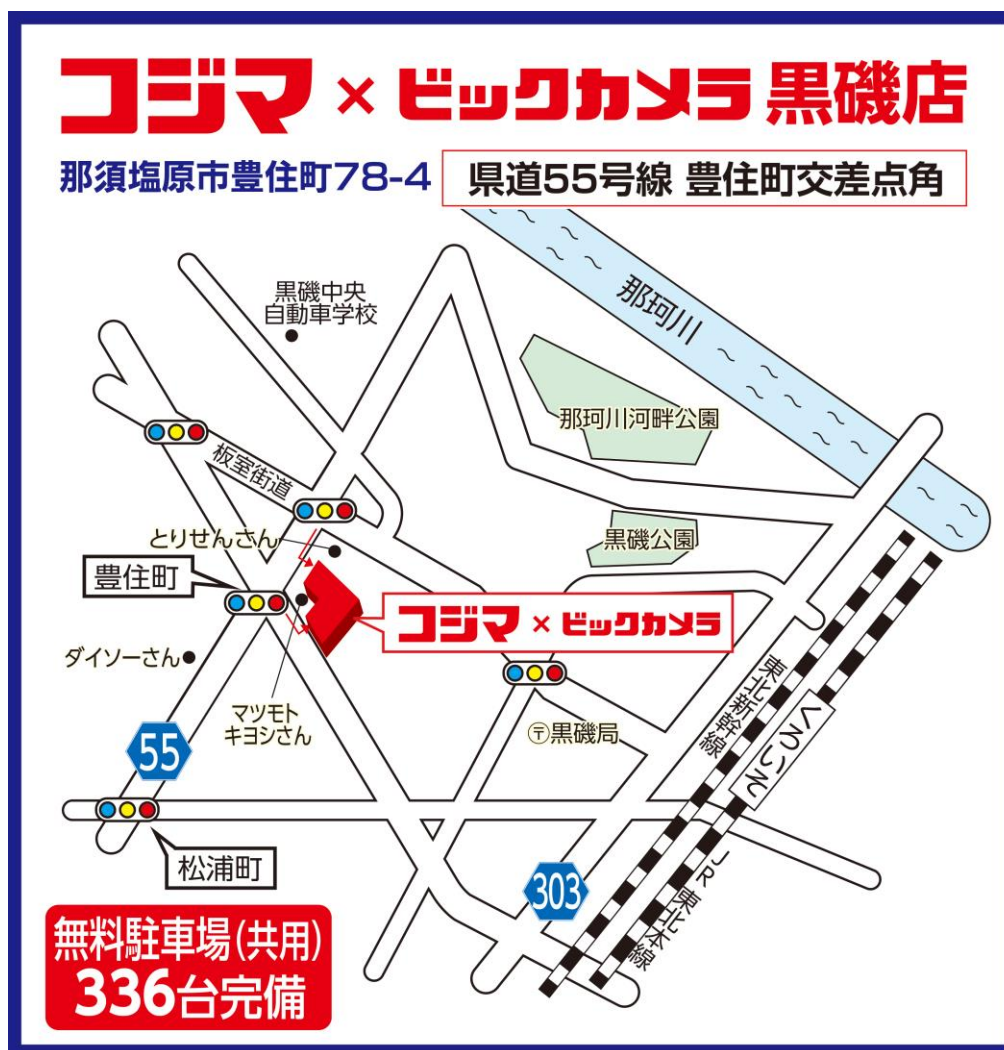 コジマ×ビックカメラ 黒磯店
那須塩原市豊住町78-4
県道55号線 豊住町交差点角
黒磯中央
自動車学校
那珂川
那珂川河畔公園
板室街道
とりせんさん
黒磯公園
豊住町
コジマ×ビックカメラ
ダイソーさん
マツモト
キヨシさん
〒黒磯局
東北新幹線
くろいそ
55
松浦町
303
JR東北本線
無料駐車場(共用)
336台完備